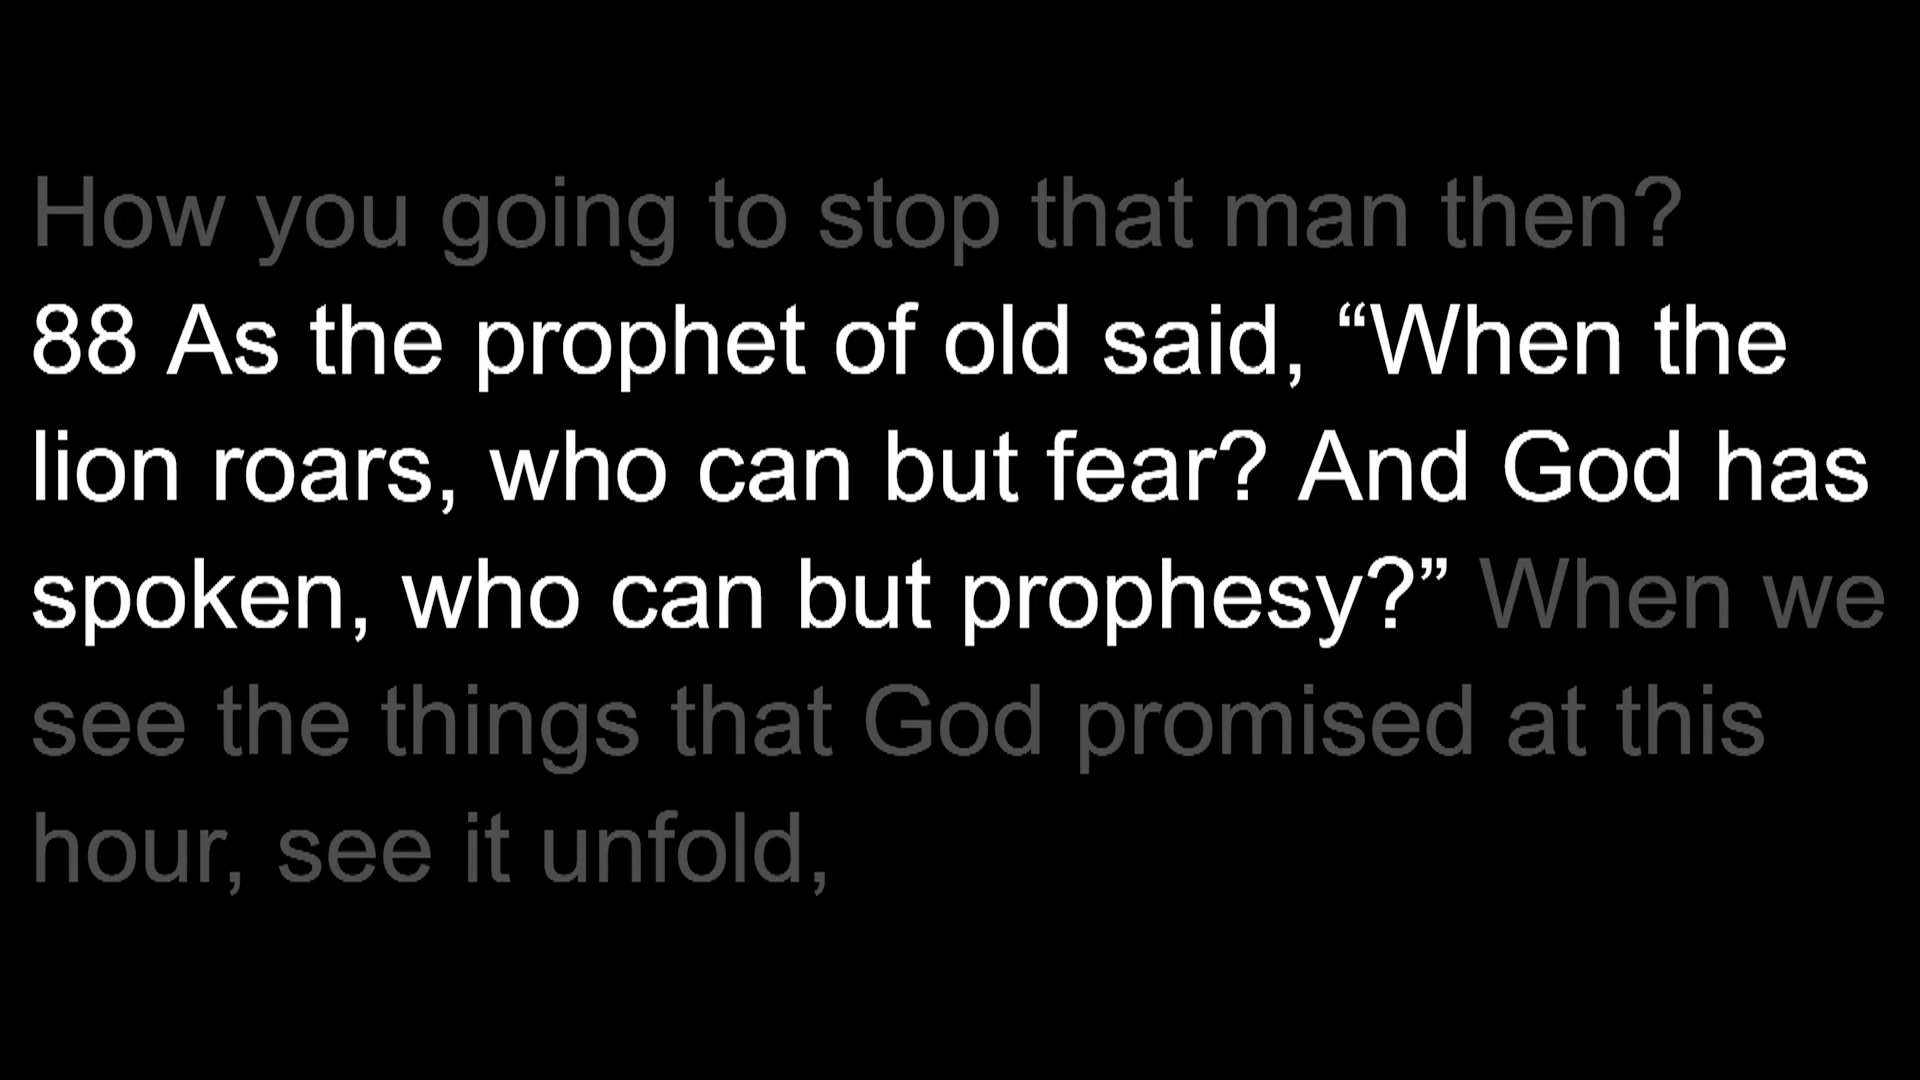 How you going to stop that man then?
88 As the prophet of old said, “When the
lion roars, who can but fear? And God has
spoken, who can but prophesy?” When we
see the things that God promised at this
hour, see it unfold,